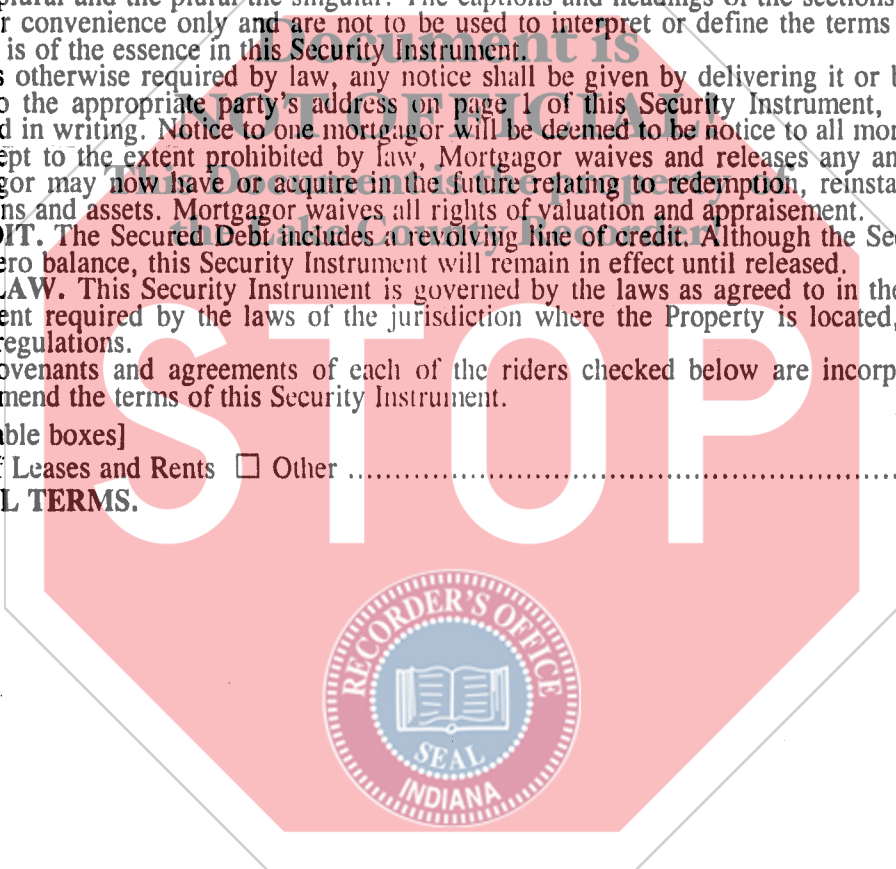 plural and the plural the singular. The captions and headings of the sections
r convenience only and are not to be used to interpret or define the terms
is of the essence in this Security Instrument.
s otherwise required by law, any notice shall be given by delivering it or b
o the appropriate party's address on page 1 of this Security Instrument,
d in writing. Notice to one mortgagor will be deemed to be notice to all mor
ept to the extent prohibited by law, Mortgagor waives and releases any an
gor may now have or acquire in the future relating to redemption, reinsta
ns and assets. Mortgagor waives all rights of valuation and appraisement.
DIT. The Secured Debt includes a revolving line of credit. Although the Sec
ero balance, this Security Instrument will remain in effect until released.
LAW. This Security Instrument is governed by the laws as agreed to in the
ent required by the laws of the jurisdiction where the Property is located,
regulations.
ovenants and agreements of each of the riders checked below are incorp
mend the terms of this Security Instrument.
able boxes]
f Leases and Rents ☐ Other ................................................................
L TERMS.
Document is
NOT OFFICIAL!
This Document is the property of
the Lake County Recorder!
STOP
RECORDER'S OFFICE
SEAL
INDIANA